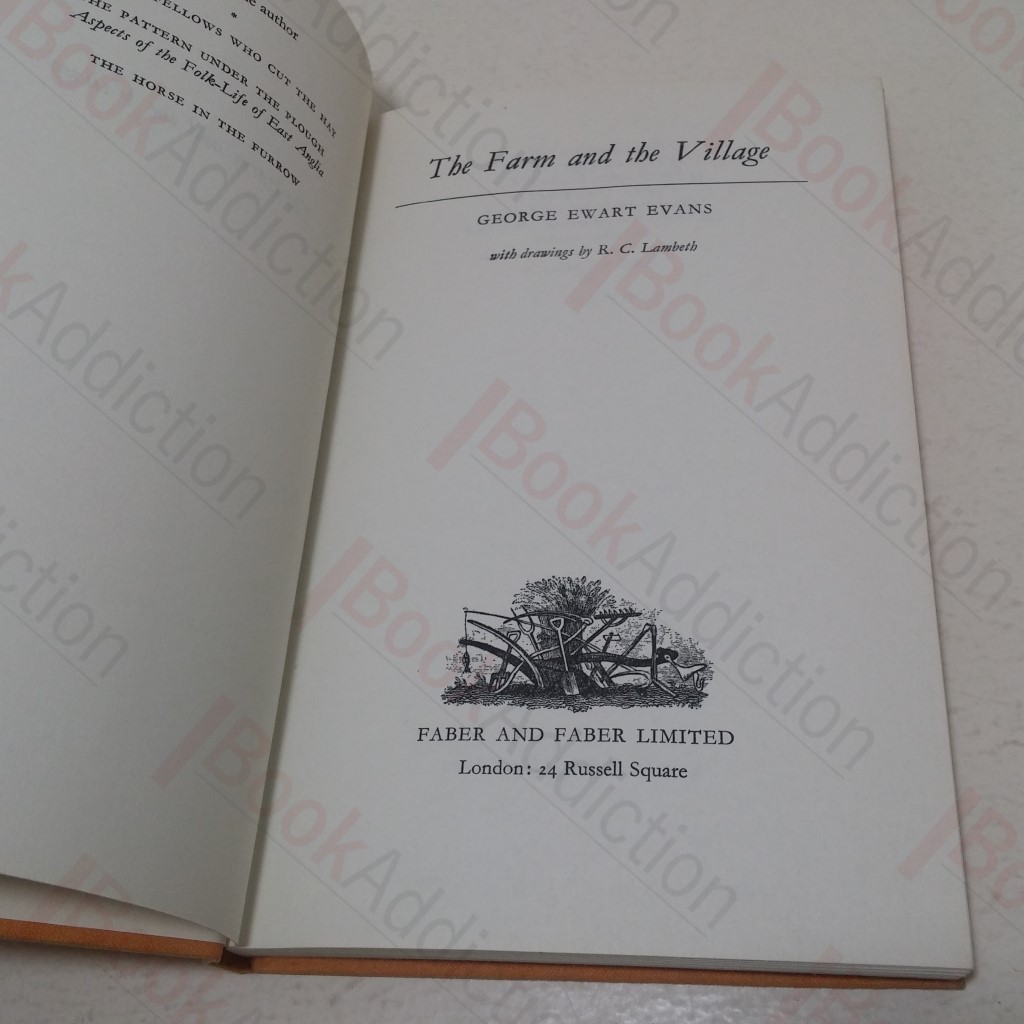 author
*
FELLOWS WHO CUT THE HAY
THE PATTERN UNDER THE PLOUGH
Aspects of the Folk-Life of East Anglia
THE HORSE IN THE FURROW
The Farm and the Village
GEORGE EWART EVANS
with drawings by R. C. Lambeth
FABER AND FABER LIMITED
London: 24 Russell Square
BookAddiction